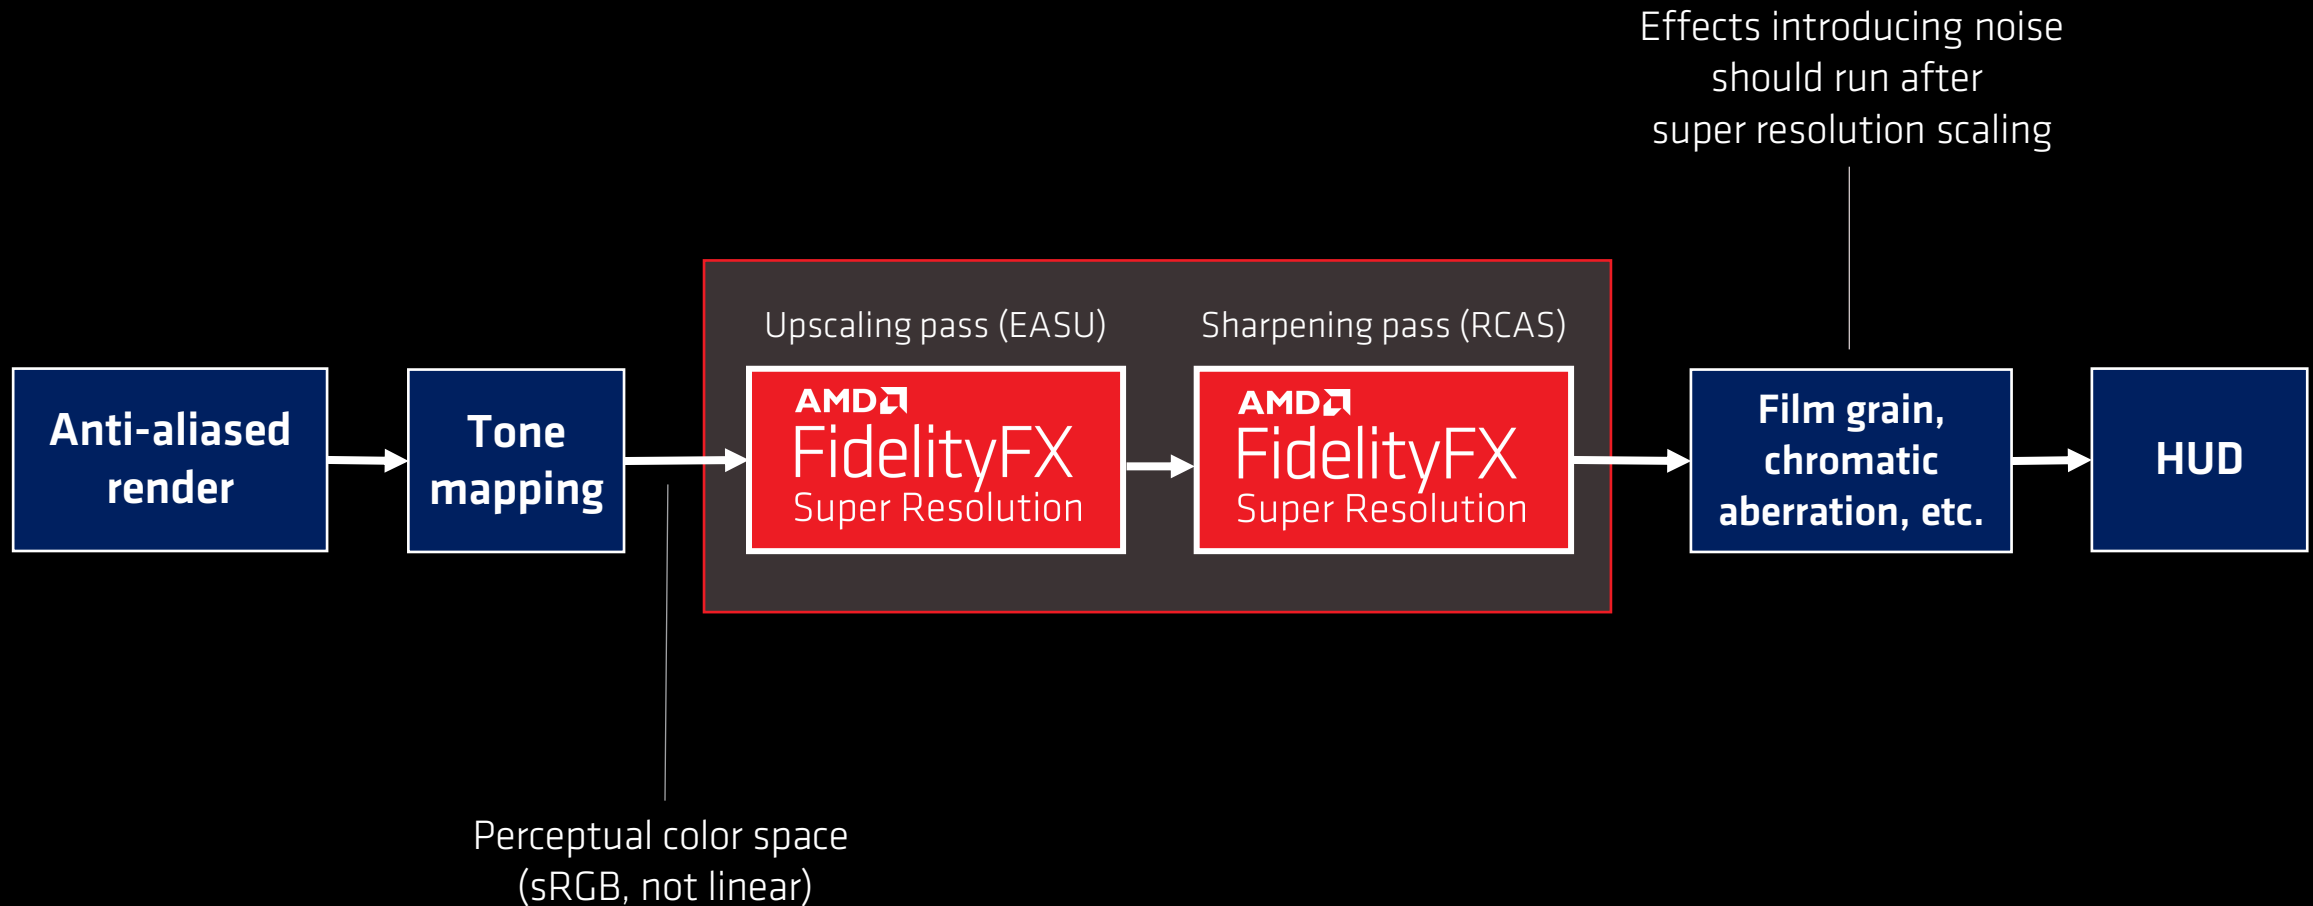 Effects introducing noise
should run after
super resolution scaling
Upscaling pass (EASU)
Sharpening pass (RCAS)
Anti-aliased
render
Tone
mapping
AMD
FidelityFX
Super Resolution
AMD
FidelityFX
Super Resolution
Film grain,
chromatic
aberration, etc.
HUD
Perceptual color space
(sRGB, not linear)